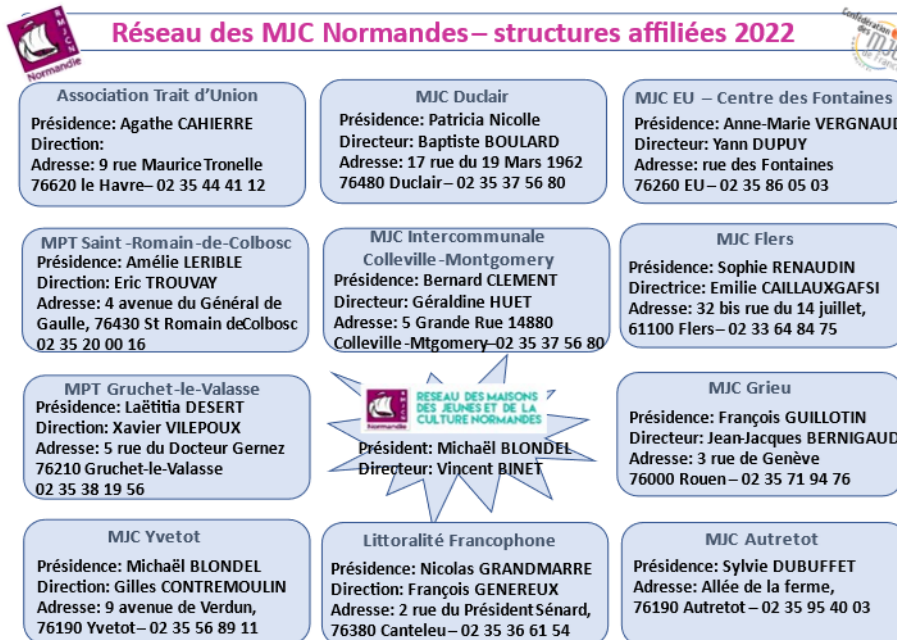 Réseau des MJC Normandes – structures affiliées 2022
RMJCN
Normandie
Confédération
des MJC
de France
Association Trait d'Union
Présidence: Agathe CAHIERRE
Direction:
Adresse: 9 rue Maurice Tronelle
76620 le Havre– 02 35 44 41 12
MJC Duclair
Présidence: Patricia Nicolle
Directeur: Baptiste BOULARD
Adresse: 17 rue du 19 Mars 1962
76480 Duclair– 02 35 37 56 80
MJC EU – Centre des Fontaines
Présidence: Anne-Marie VERGNAUD
Directeur: Yann DUPUY
Adresse: rue des Fontaines
76260 EU – 02 35 86 05 03
MPT Saint -Romain-de-Colbosc
Présidence: Amélie LERIBLE
Direction: Eric TROUVAY
Adresse: 4 avenue du Général de
Gaulle, 76430 St Romain deColbosc
02 35 20 00 16
MJC Intercommunale
Colleville-Montgomery
Présidence: Bernard CLEMENT
Directeur: Géraldine HUET
Adresse: 5 Grande Rue 14880
Colleville-Mtgomery–02 35 37 56 80
MJC Flers
Présidence: Sophie RENAUDIN
Directrice: Emilie CAILLAUXGAFSI
Adresse: 32 bis rue du 14 juillet,
61100 Flers– 02 33 64 84 75
MPT Gruchet-le-Valasse
Présidence: Laëtitia DESERT
Direction: Xavier VILEPOUX
Adresse: 5 rue du Docteur Gernez
76210 Gruchet-le-Valasse
02 35 38 19 56
RMJCN
Normandie
RESEAU DES MAISONS
DES JEUNES ET DE LA
CULTURE NORMANDES
Président: Michaël BLONDEL
Directeur: Vincent BINET
MJC Grieu
Présidence: François GUILLOTIN
Directeur: Jean-Jacques BERNIGAUD
Adresse: 3 rue de Genève
76000 Rouen – 02 35 71 94 76
MJC Yvetot
Présidence: Michaël BLONDEL
Direction: Gilles CONTREMOULIN
Adresse: 9 avenue de Verdun,
76190 Yvetot– 02 35 56 89 11
Littoralité Francophone
Présidence: Nicolas GRANDMARRE
Direction: François GENEREUX
Adresse: 2 rue du Président Sénard,
76380 Canteleu – 02 35 36 61 54
MJC Autretot
Présidence: Sylvie DUBUFFET
Adresse: Allée de la ferme,
76190 Autretot – 02 35 95 40 03